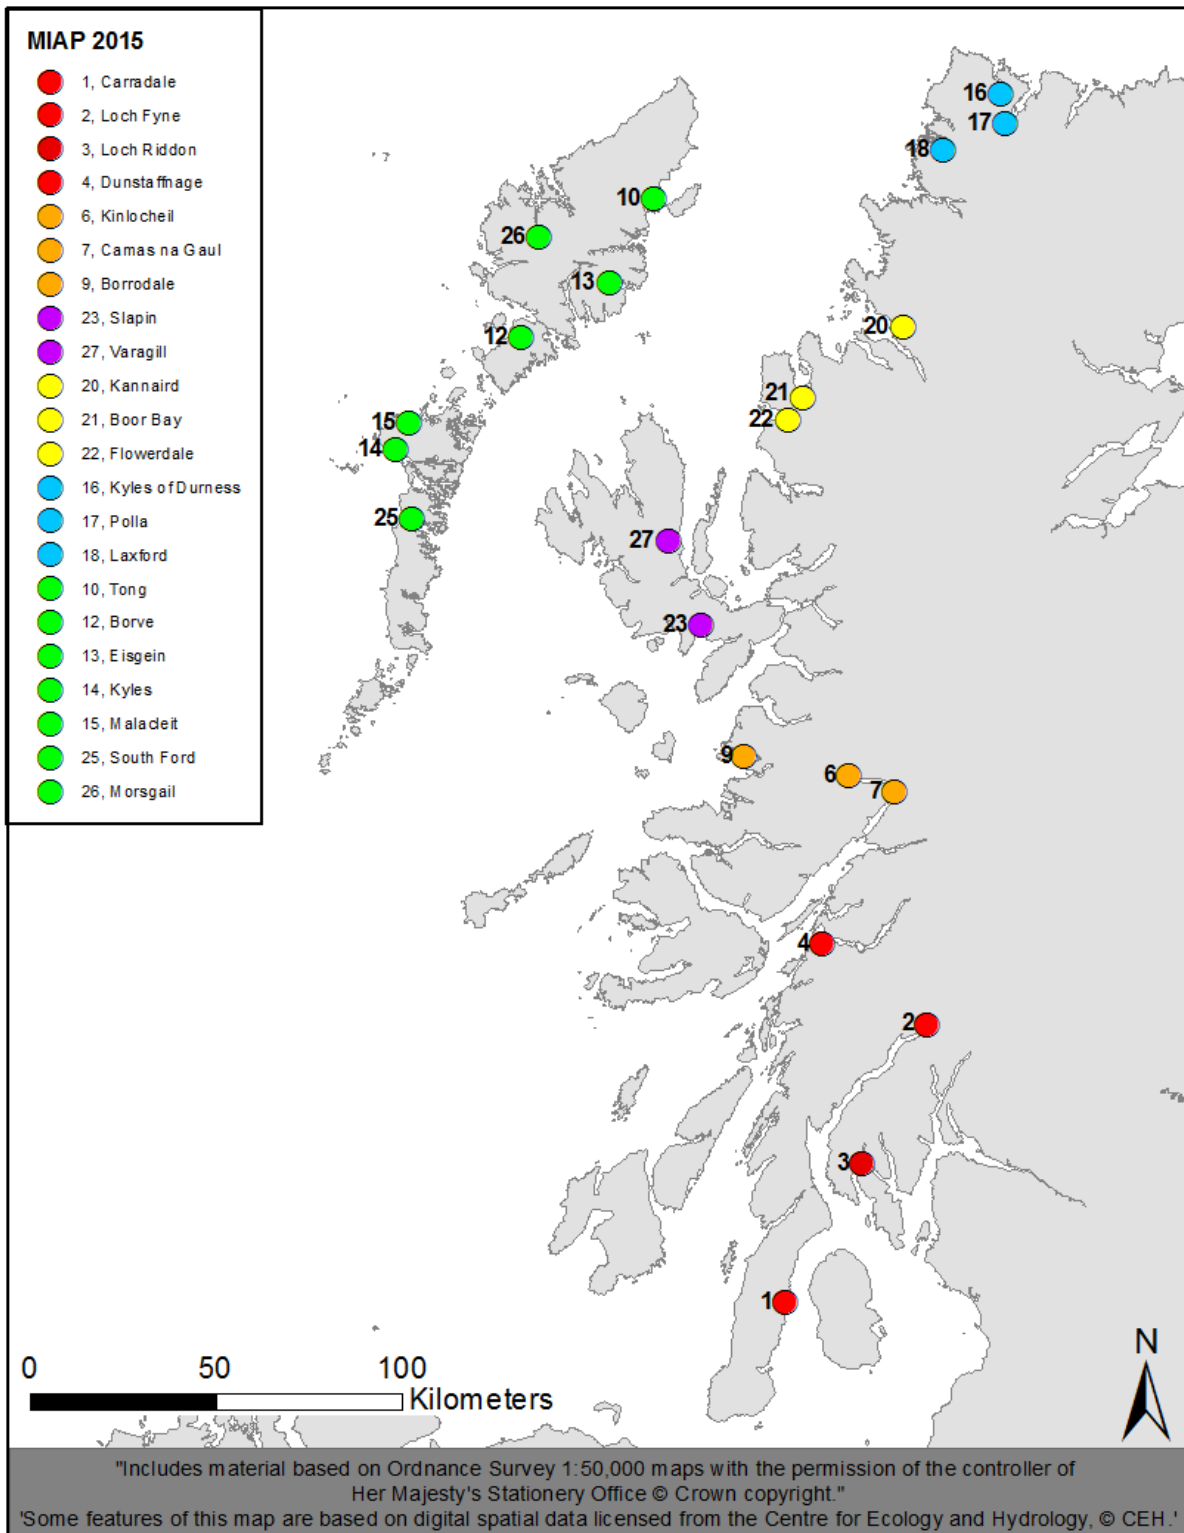 MIAP 2015
1, Carradale
2, Loch Fyne
3, Loch Riddon
4, Dunstaffnage
6, Kinlocheil
7, Camas na Gaul
9, Borrodale
23, Slapin
27, Varagill
20, Kannaird
21, Boor Bay
22, Flowerdale
16, Kyles of Durness
17, Polla
18, Laxford
10, Tong
12, Borve
13, Eisgein
14, Kyles
15, Malacleit
25, South Ford
26, Morsgail
16
17
18
10
26
13
20
12
21
22
15
14
25
27
23
9
6
7
4
2
3
1
N
0 50 100
Kilometers
"Includes material based on Ordnance Survey 1:50,000 maps with the permission of the controller of
Her Majesty's Stationery Office © Crown copyright."
'Some features of this map are based on digital spatial data licensed from the Centre for Ecology and Hydrology, © CEH.'